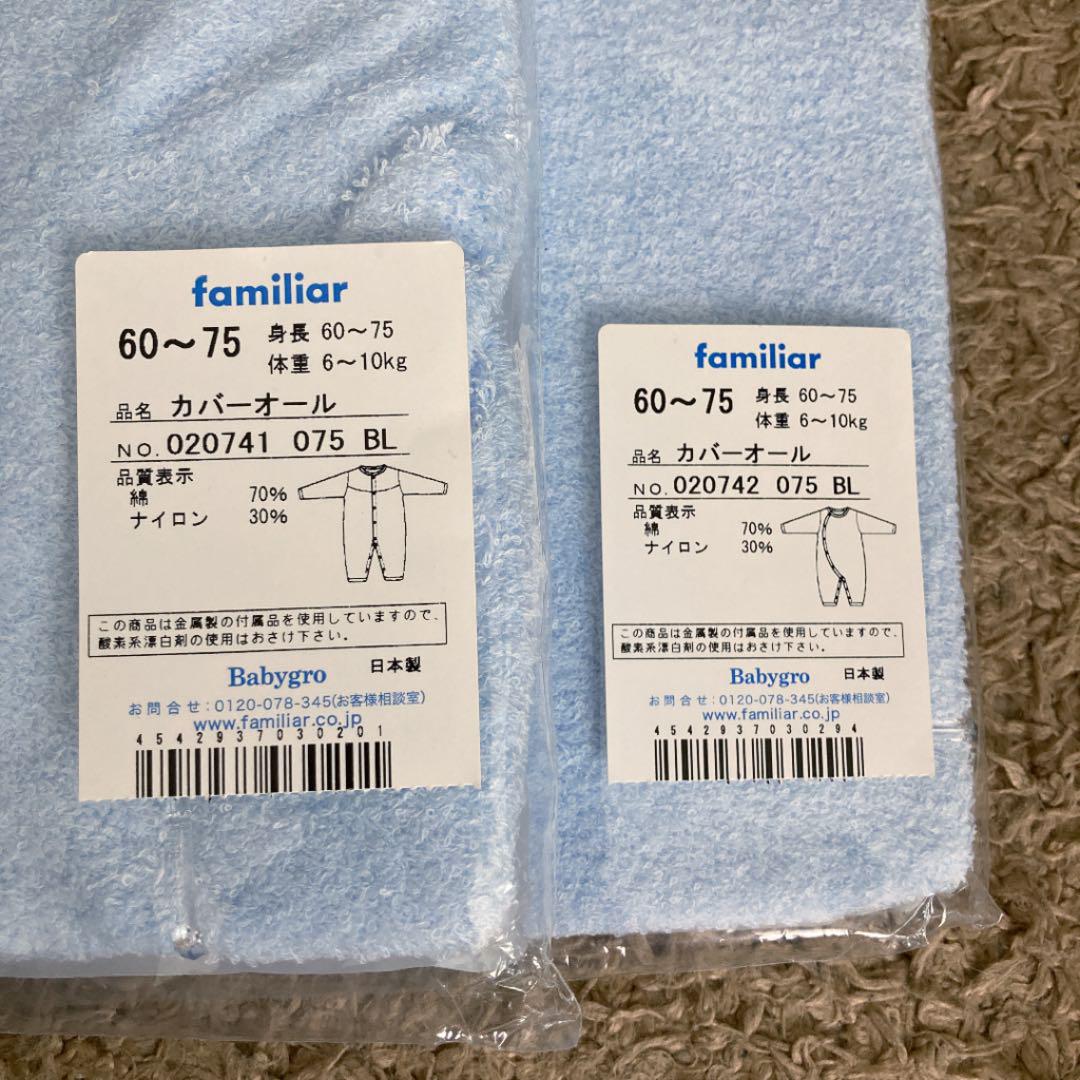 familiar
60～75 身長 60～75
体重 6～10kg
品名 カバーオール
NO. 020741 075 BL
品質表示
綿 70%
ナイロン 30%
この商品は金属製の付属品を使用していますので、
酸素系漂白剤の使用はおさけ下さい。
Babygro 日本製
お問合せ：0120-078-345(お客様相談室)
www.familiar.co.jp
4542937030201
familiar
60～75 身長 60～75
体重 6～10kg
品名 カバーオール
NO. 020742 075 BL
品質表示
綿 70%
ナイロン 30%
この商品は金属製の付属品を使用していますので、
酸素系漂白剤の使用はおさけ下さい。
Babygro 日本製
お問合せ：0120-078-345(お客様相談室)
www.familiar.co.jp
4542937030294